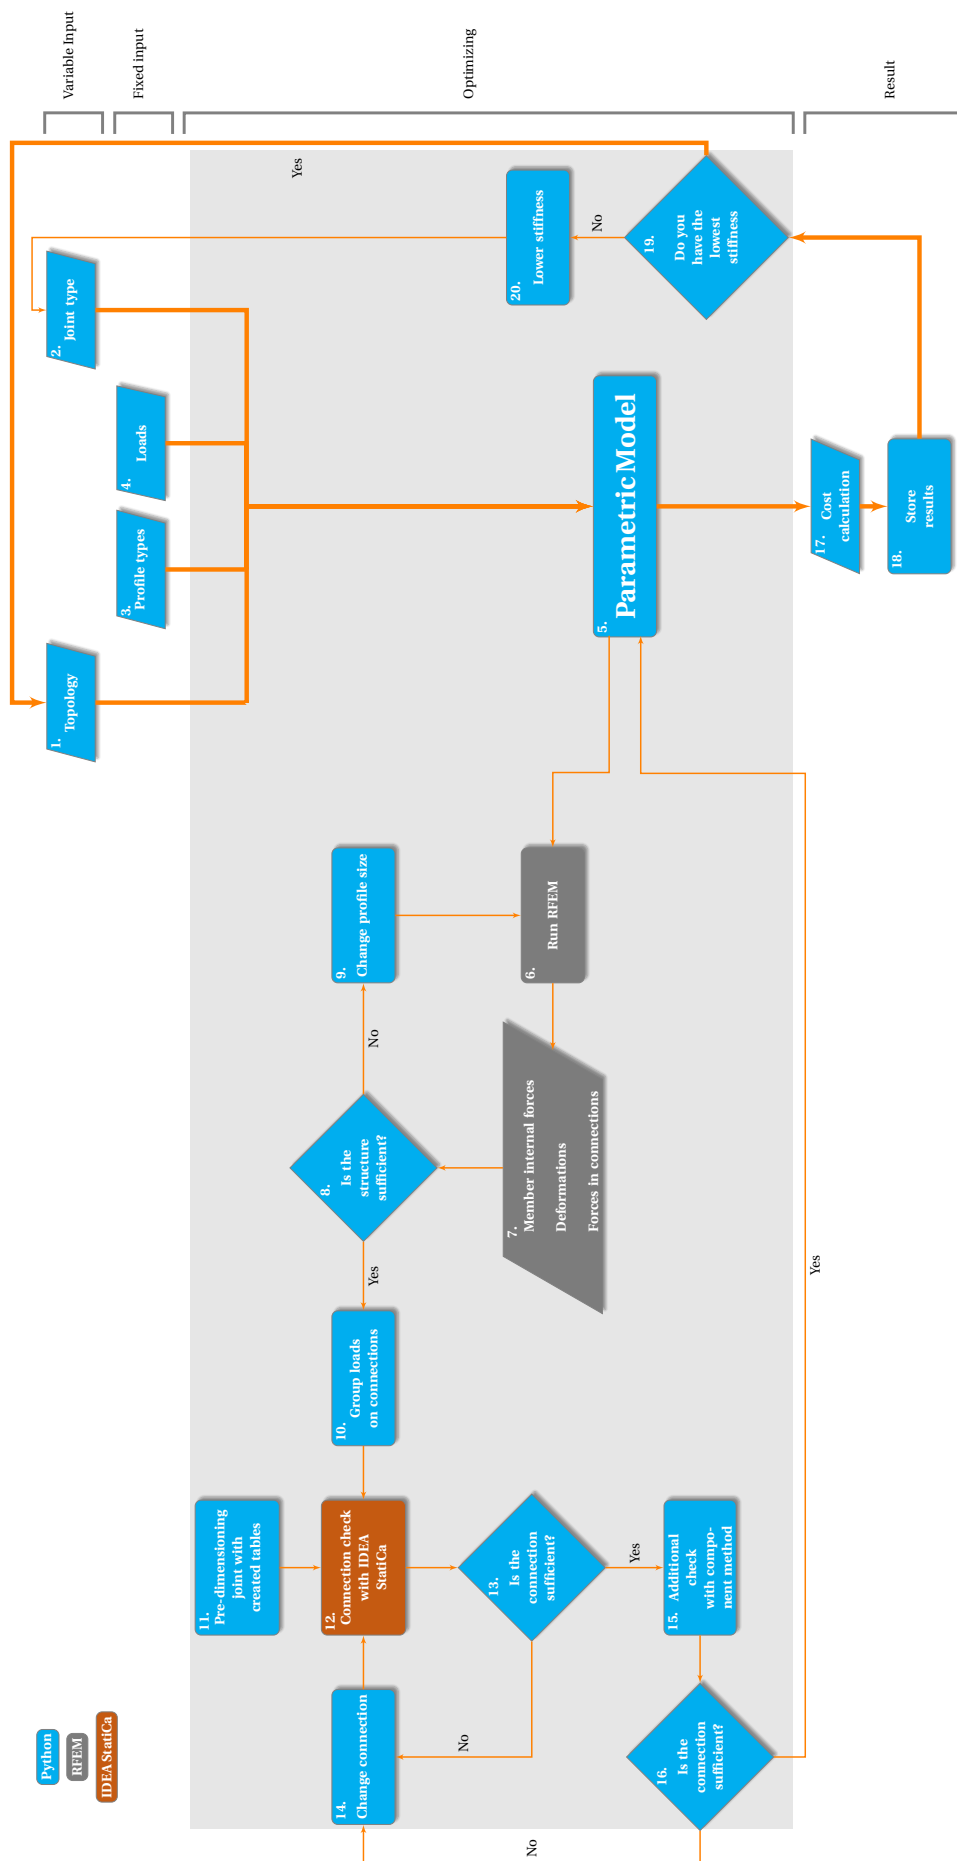 Python
RFEM
IDEAStatiCa
Variable Input
Fixed input
Optimizing
Result
1.
Topology
2.
Joint type
3.
Profile types
4.
Loads
5.
Parametric Model
6.
Run RFEM
7.
Member internal forces
Deformations
Forces in connections
8.
Is the
structure
sufficient?
No
Yes
9.
Change profile size
10.
Group loads
on connections
11.
Pre-dimensioning
joint with
created tables
12.
Connection check
with IDEA
StatiCa
13.
Is the
connection
sufficient?
No
Yes
14.
Change connection
15.
Additional
check
with compo-
nent method
16.
Is the
connection
sufficient?
No
Yes
17.
Cost
calculation
18.
Store
results
19.
Do you
have the
lowest
stiffness
No
Yes
20.
Lower stiffness